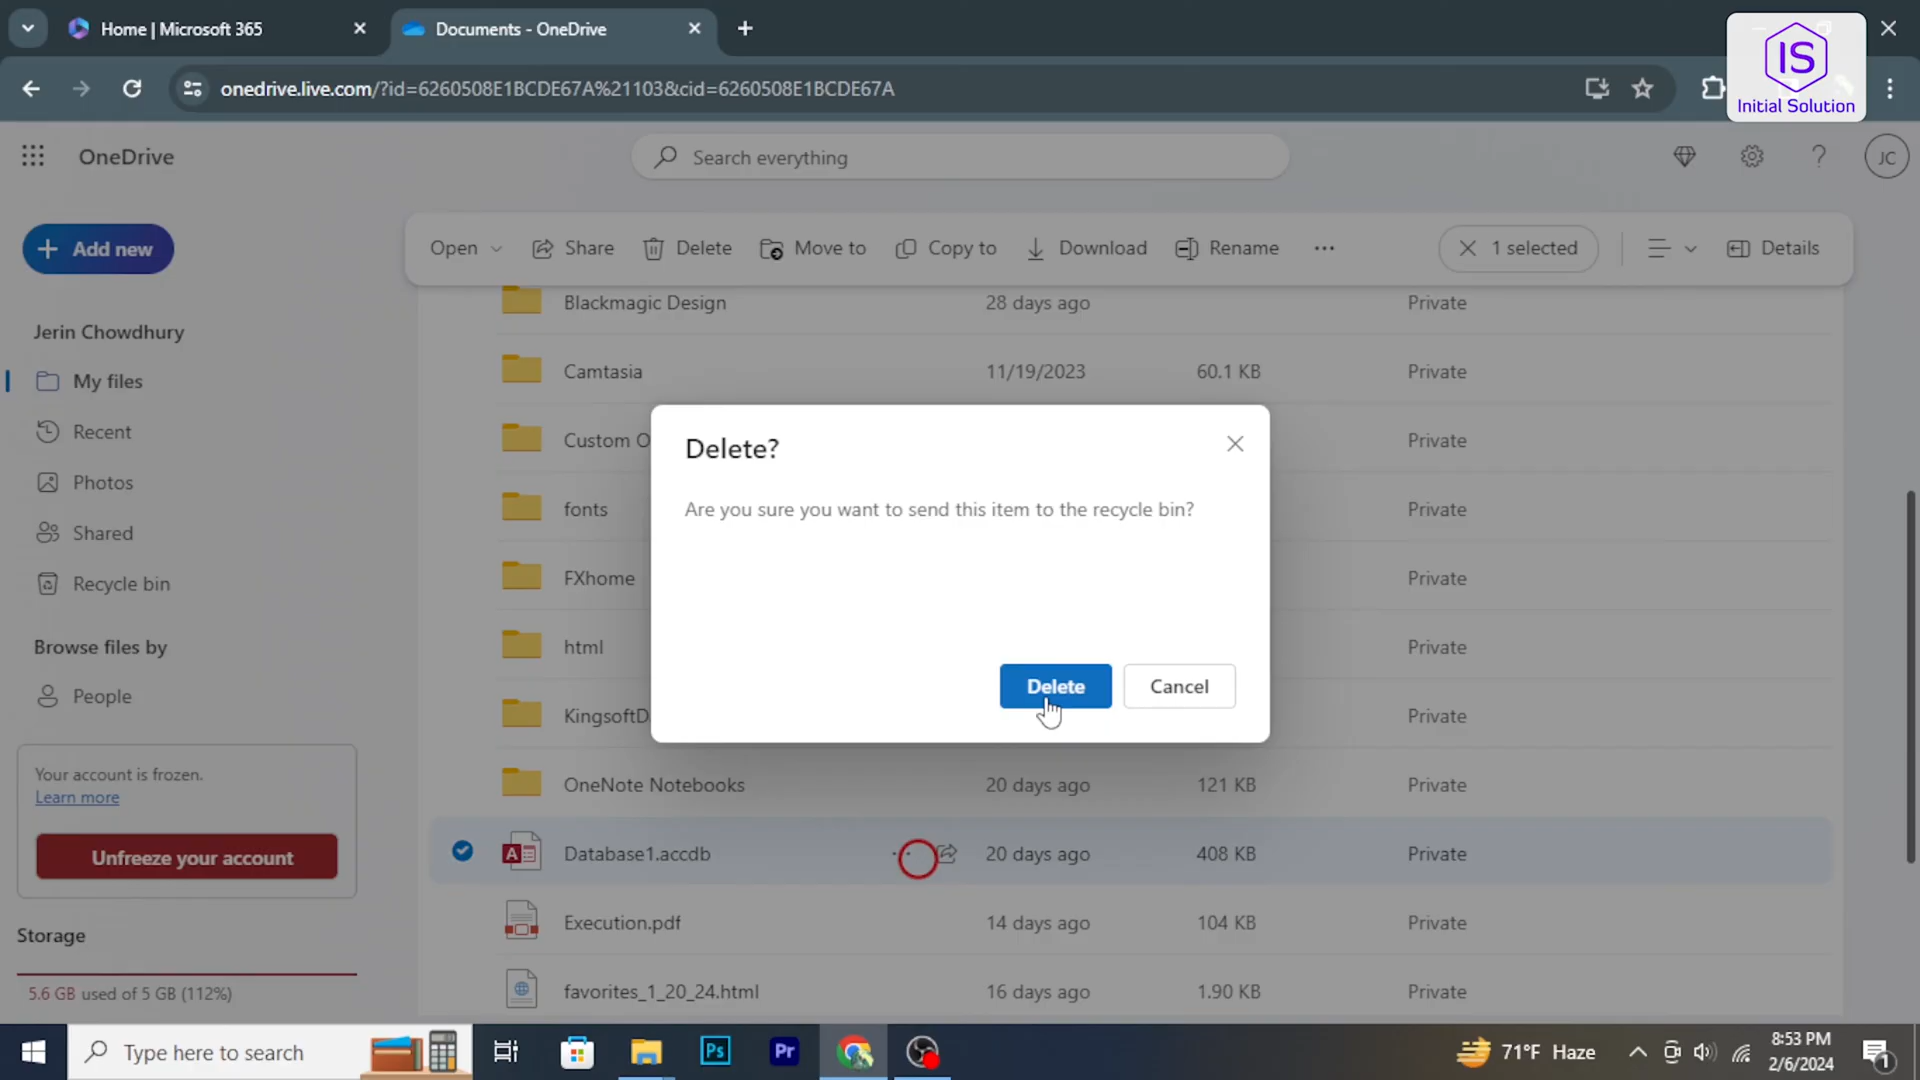 Home | Microsoft 365
Documents - OneDrive
onedrive.live.com/?id=6260508E1BCDE67A%21103&cid=6260508E1BCDE67A
IS
Initial Solution
OneDrive
Search everything
JC
Add new
Open
Share
Delete
Move to
Copy to
Download
Rename
1 selected
Details
Jerin Chowdhury
My files
Recent
Photos
Shared
Recycle bin
Browse files by
People
Your account is frozen.
Learn more
Unfreeze your account
Storage
5.6 GB used of 5 GB (112%)
Blackmagic Design 28 days ago Private
Camtasia 11/19/2023 60.1 KB Private
Custom O Private
fonts Private
FXhome Private
html Private
KingsoftD Private
OneNote Notebooks 20 days ago 121 KB Private
Database1.accdb 20 days ago 408 KB Private
Execution.pdf 14 days ago 104 KB Private
favorites_1_20_24.html 16 days ago 1.90 KB Private
Delete?
Are you sure you want to send this item to the recycle bin?
Delete
Cancel
Type here to search
Ps
Pr
71°F Haze
8:53 PM
2/6/2024
1